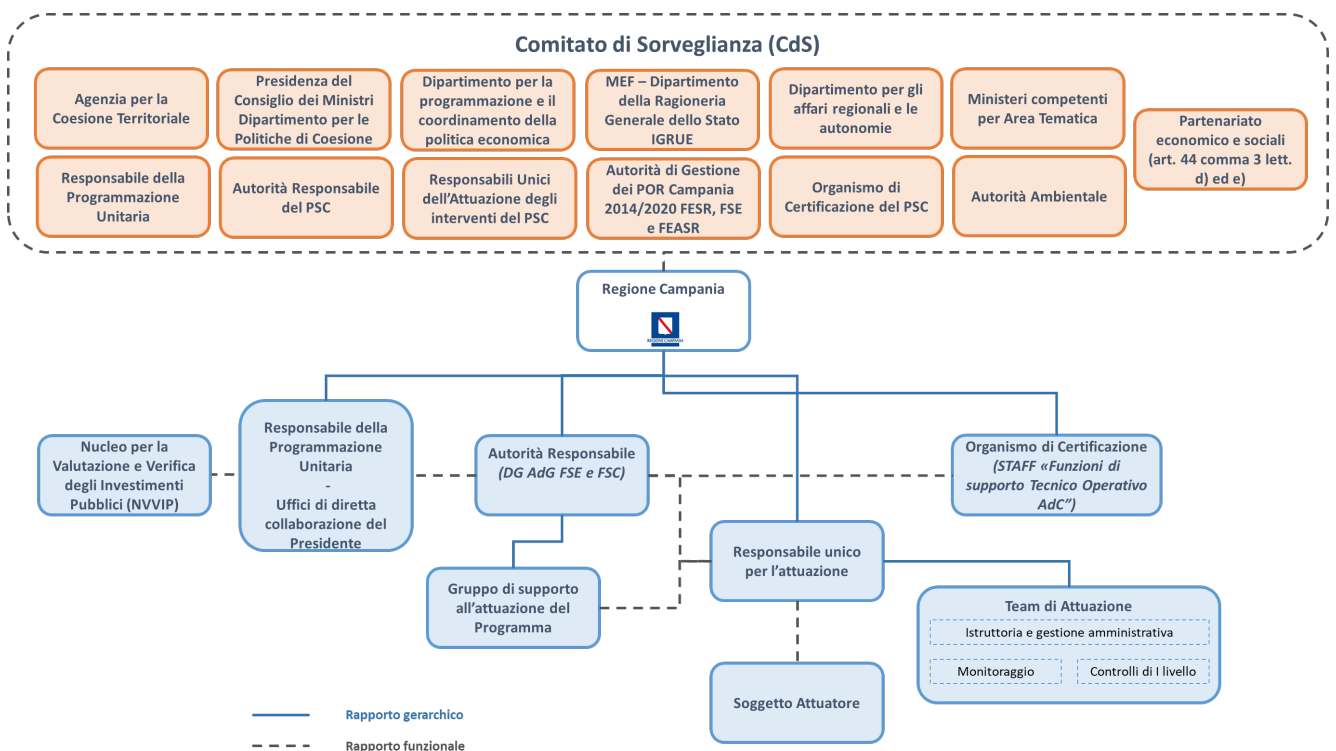 Comitato di Sorveglianza (CdS)
Agenzia per la
Coesione Territoriale
Presidenza del
Consiglio dei Ministri
Dipartimento per le
Politiche di Coesione
Dipartimento per la
programmazione e il
coordinamento della
politica economica
MEF – Dipartimento
della Ragioneria
Generale dello Stato
IGRUE
Dipartimento per gli
affari regionali e le
autonomie
Ministeri competenti
per Area Tematica
Partenariato
economico e sociali
(art. 44 comma 3 lett.
d) ed e)
Responsabile della
Programmazione
Unitaria
Autorità Responsabile
del PSC
Responsabili Unici
dell’Attuazione degli
interventi del PSC
Autorità di Gestione
dei POR Campania
2014/2020 FESR, FSE
e FEASR
Organismo di
Certificazione del PSC
Autorità Ambientale
Regione Campania
REGIONE CAMPANIA
Nucleo per la
Valutazione e Verifica
degli Investimenti
Pubblici (NVVIP)
Responsabile della
Programmazione
Unitaria
-
Uffici di diretta
collaborazione del
Presidente
Autorità Responsabile
(DG AdG FSE e FSC)
Organismo di Certificazione
(STAFF «Funzioni di
supporto Tecnico Operativo
AdC”)
Responsabile unico
per l’attuazione
Gruppo di supporto
all’attuazione del
Programma
Team di Attuazione
Istruttoria e gestione amministrativa
Monitoraggio
Controlli di I livello
Soggetto Attuatore
Rapporto gerarchico
Rapporto funzionale